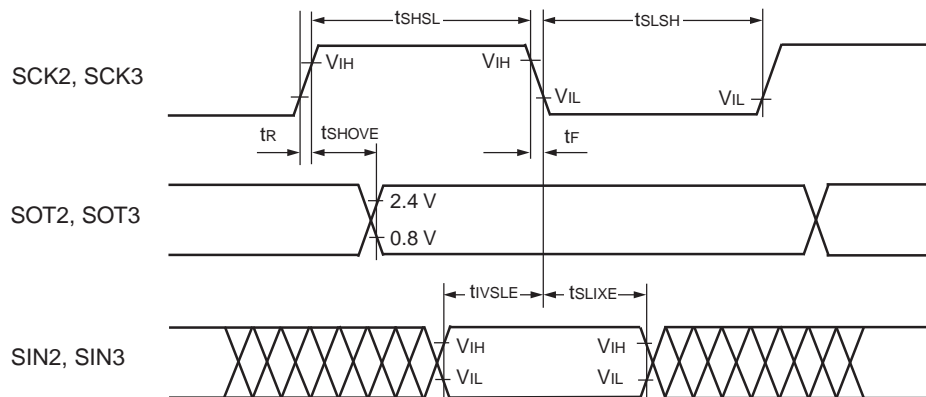 tSHSL
tSLSH
SCK2, SCK3
VIH
VIH
VIL
VIL
tR
tSHOVE
tF
SOT2, SOT3
2.4 V
0.8 V
tIVSLE
tSLIXE
SIN2, SIN3
VIH
VIH
VIL
VIL